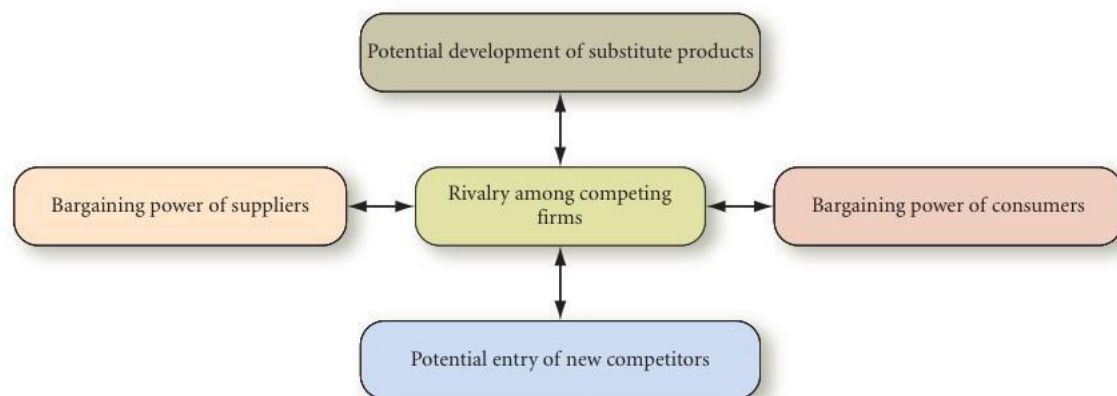 Potential development of substitute products
Bargaining power of suppliers
Rivalry among competing
firms
Bargaining power of consumers
Potential entry of new competitors